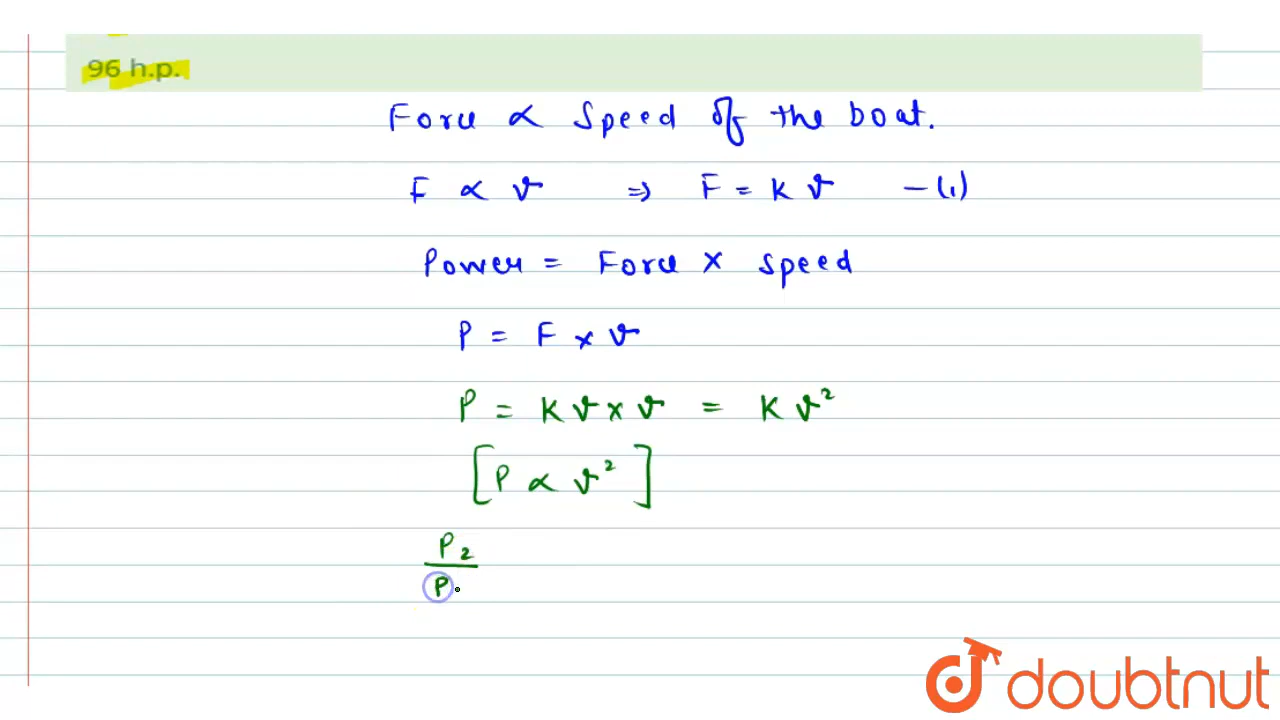 96 h.p.
Force ∝ Speed of the boat.
F ∝ v ⇒ F = K v —(1)
Power = Force × speed
P = F × v
P = K v × v = K v²
[P ∝ v²]
P₂
P
doubtnut